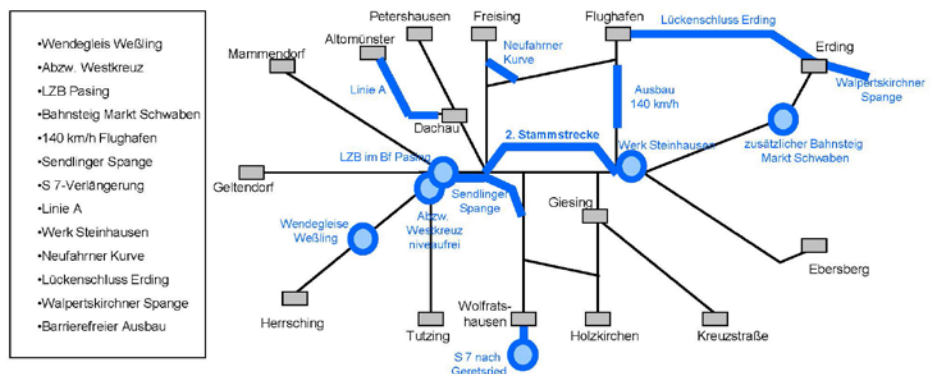 •Wendegleis Weßling
•Abzw. Westkreuz
•LZB Pasing
•Bahnsteig Markt Schwaben
•140 km/h Flughafen
•Sendlinger Spange
•S 7-Verlängerung
•Linie A
•Werk Steinhausen
•Neufahrner Kurve
•Lückenschluss Erding
•Walpertskirchner Spange
•Barrierefreier Ausbau
Petershausen
Freising
Flughafen
Altomünster
Mammendorf
Lückenschluss Erding
Neufahrner
Kurve
Erding
Linie A
Ausbau
140 km/h
Walpertskirchner
Spange
Dachau
2. Stammstrecke
Werk Steinhausen
zusätzlicher Bahnsteig
Markt Schwaben
LZB im Bf Pasing
Geltendorf
Sendlinger
Spange
Giesing
Wendegleise
Weßling
Abzw.
Westkreuz
niveaufrei
Ebersberg
Herrsching
Tutzing
Wolfrats-
hausen
Holzkirchen
Kreuzstraße
S 7 nach
Geretsried